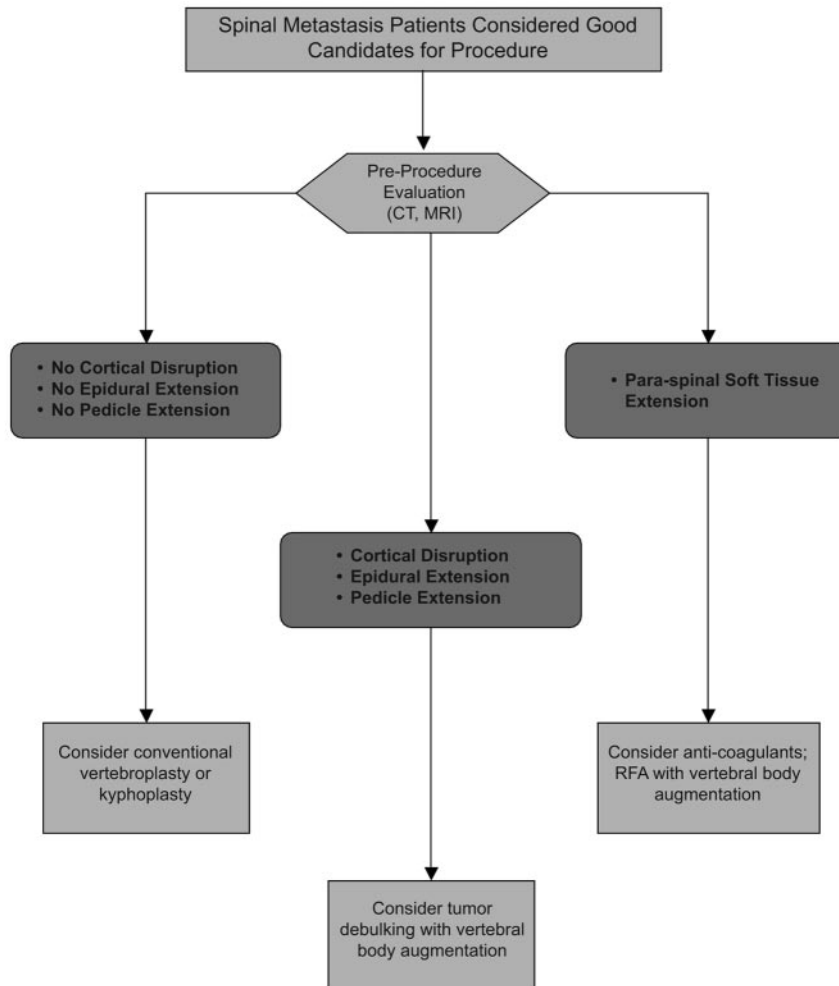 Spinal Metastasis Patients Considered Good
Candidates for Procedure
Pre-Procedure
Evaluation
(CT, MRI)
• No Cortical Disruption
• No Epidural Extension
• No Pedicle Extension
• Para-spinal Soft Tissue
Extension
• Cortical Disruption
• Epidural Extension
• Pedicle Extension
Consider conventional
vertebroplasty or
kyphoplasty
Consider anti-coagulants;
RFA with vertebral body
augmentation
Consider tumor
debulking with vertebral
body augmentation